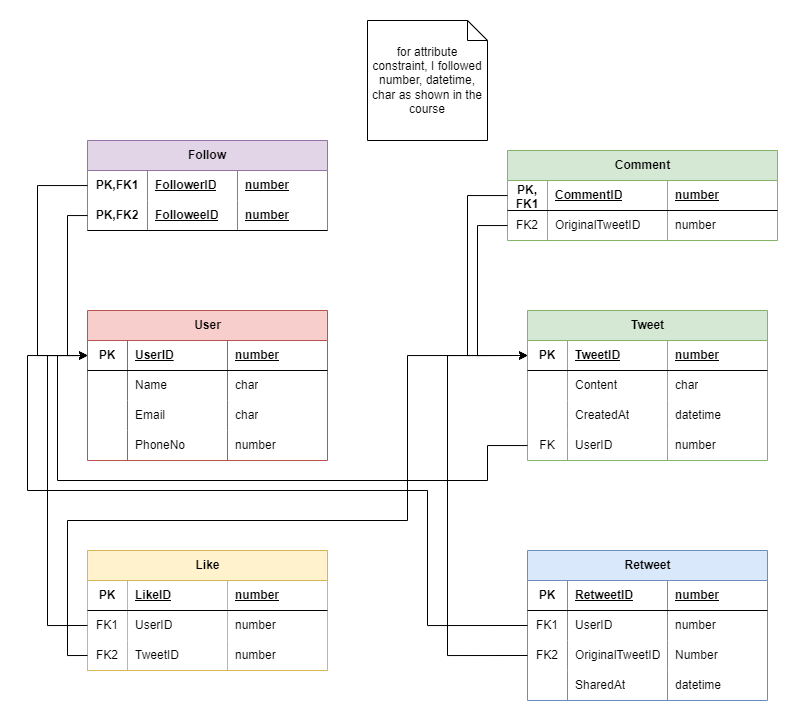 for attribute
constraint, I followed
number, datetime,
char as shown in the
course
Follow
PK,FK1 FollowerID number
PK,FK2 FolloweeID number
Comment
PK,
FK1 CommentID number
FK2 OriginalTweetID number
User
PK UserID number
Name char
Email char
PhoneNo number
Tweet
PK TweetID number
Content char
CreatedAt datetime
FK UserID number
Like
PK LikeID number
FK1 UserID number
FK2 TweetID number
Retweet
PK RetweetID number
FK1 UserID number
FK2 OriginalTweetID Number
SharedAt datetime